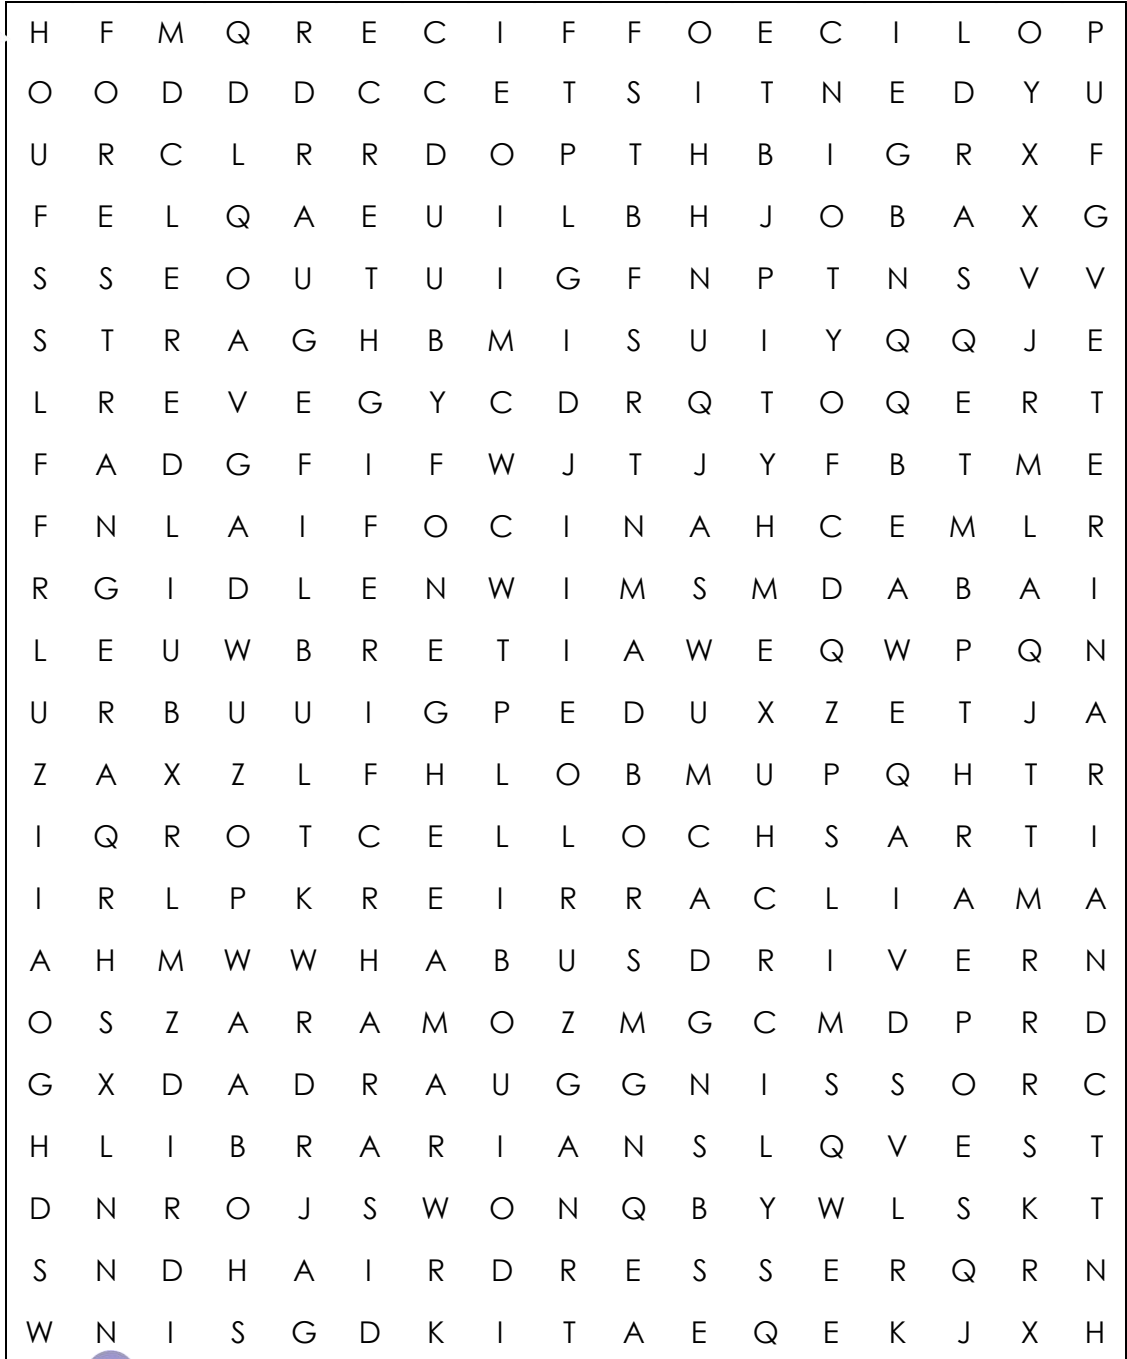 H F M Q R E C I F F O E C I L O P
O O D D D C C E T S I T N E D Y U
U R C L R R D O P T H B I G R X F
F E L Q A E U I L B H J O B A X G
S S E O U T U I G F N P T N S V V
S T R A G H B M I S U I Y Q Q J E
L R E V E G Y C D R Q T O Q E R T
F A D G F I F W J T J Y F B T M E
F N L A I F O C I N A H C E M L R
R G I D L E N W I M S M D A B A I
L E U W B R E T I A W E Q W P Q N
U R B U U I G P E D U X Z E T J A
Z A X Z L F H L O B M U P Q H T R
I Q R O T C E L L O C H S A R T I
I R L P K R E I R R A C L I A M A
A H M W W H A B U S D R I V E R N
O S Z A R A M O Z M G C M D P R D
G X D A D R A U G G N I S S O R C
H L I B R A R I A N S L Q V E S T
D N R O J S W O N Q B Y W L S K T
S N D H A I R D R E S S E R Q R N
W N I S G D K I T A E Q E K J X H